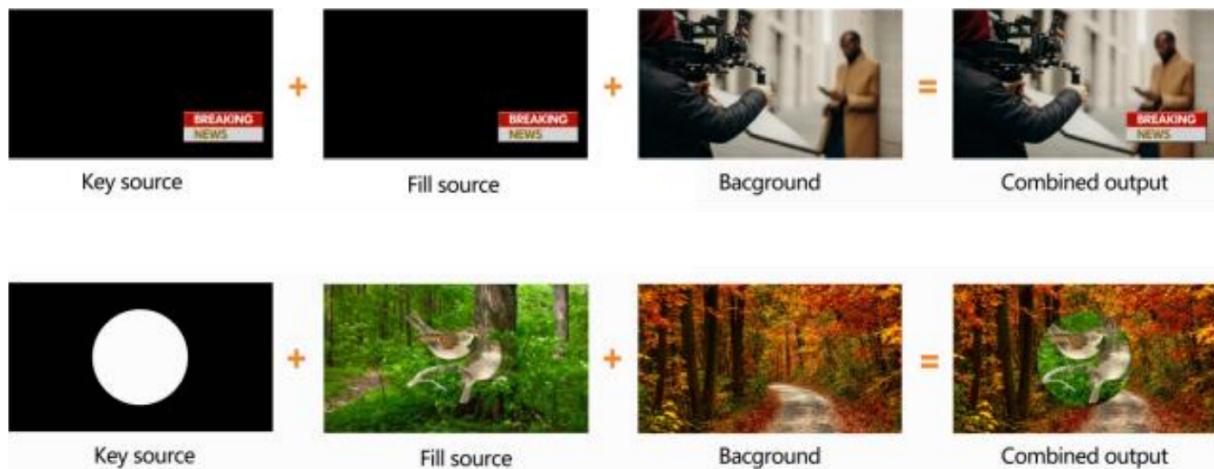 BREAKING
NEWS
+
BREAKING
NEWS
+
=
BREAKING
NEWS
Key source
Fill source
Bacground
Combined output
+
+
=
Key source
Fill source
Bacground
Combined output